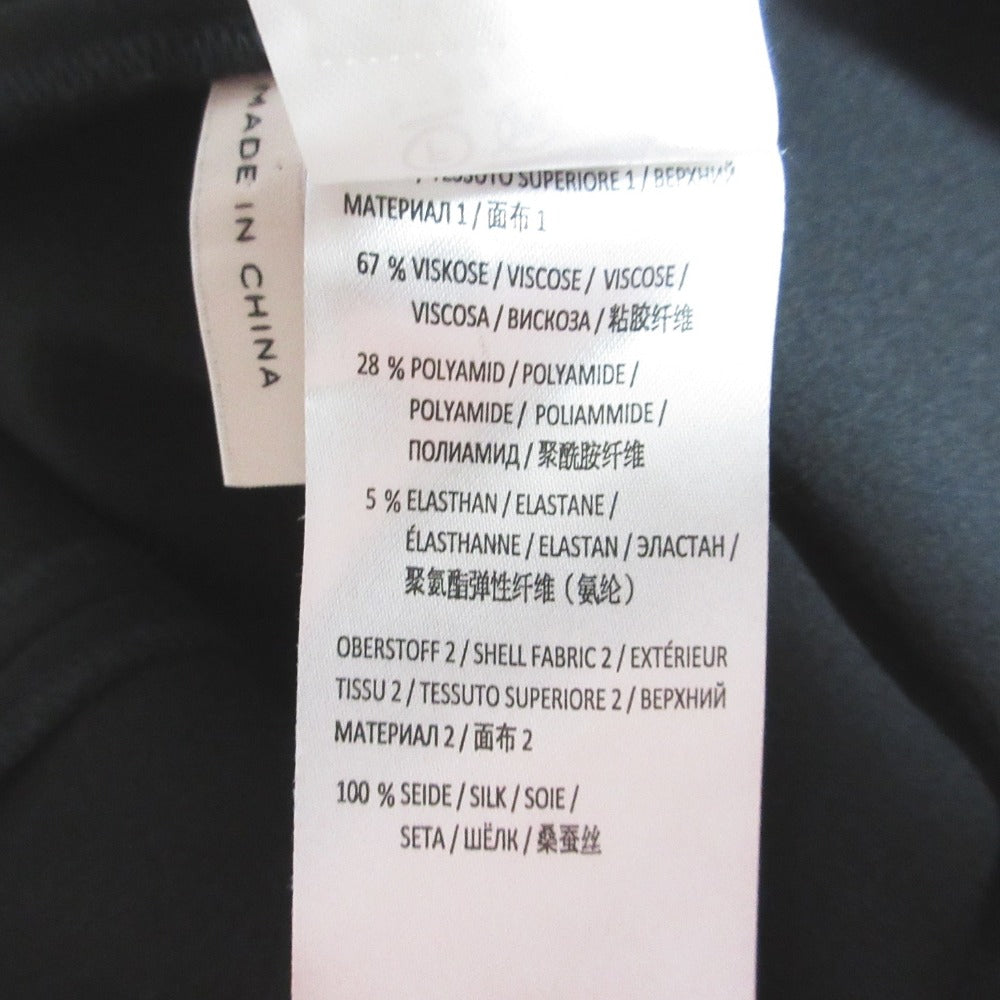 MADE IN CHINA
/ TESSUTO SUPERIORE 1 / ВЕРХНИЙ
МАТЕРИАЛ 1 / 面布 1
67 % VISKOSE / VISCOSE / VISCOSE /
VISCOSA / ВИСКОЗА / 粘胶纤维
28 % POLYAMID / POLYAMIDE /
POLYAMIDE / POLIAMMIDE /
ПОЛИАМИД / 聚酰胺纤维
5 % ELASTHAN / ELASTANE /
ÉLASTHANNE / ELASTAN / ЭЛАСТАН /
聚氨酯弹性纤维 (氨纶)
OBERSTOFF 2 / SHELL FABRIC 2 / EXTÉRIEUR
TISSU 2 / TESSUTO SUPERIORE 2 / ВЕРХНИЙ
МАТЕРИАЛ 2 / 面布 2
100 % SEIDE / SILK / SOIE /
SETA / ШЁЛК / 桑蚕丝